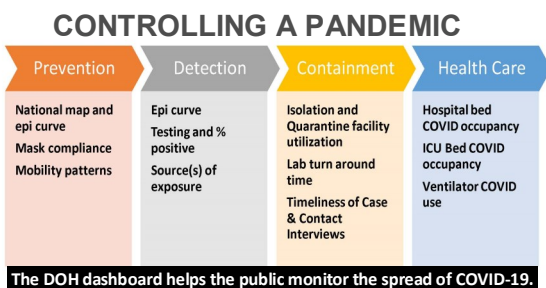 CONTROLLING A PANDEMIC
Prevention
Detection
Containment
Health Care
National map and
epi curve
Mask compliance
Mobility patterns
Epi curve
Testing and %
positive
Source(s) of
exposure
Isolation and
Quarantine facility
utilization
Lab turn around
time
Timeliness of Case
& Contact
Interviews
Hospital bed
COVID occupancy
ICU Bed COVID
occupancy
Ventilator COVID
use
The DOH dashboard helps the public monitor the spread of COVID-19.